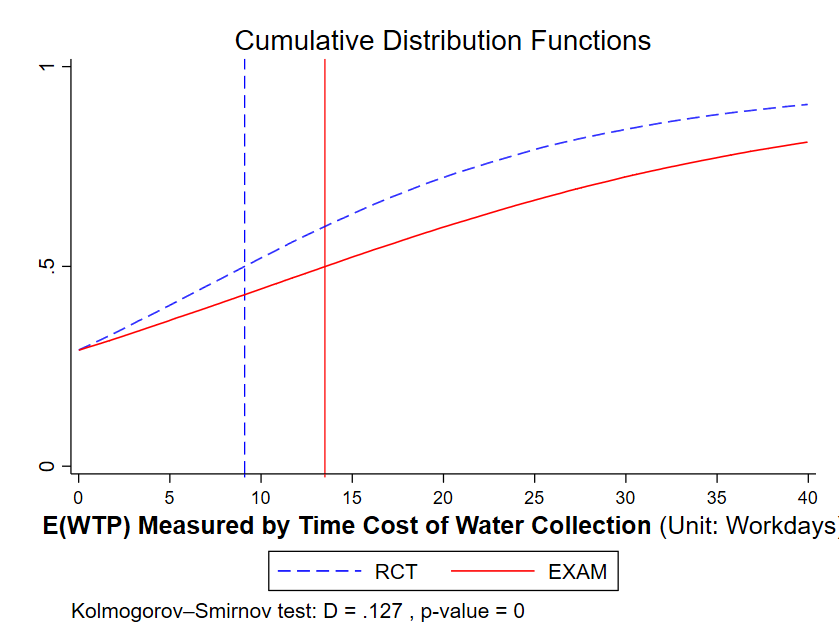 Cumulative Distribution Functions
1
.5
0
0 5 10 15 20 25 30 35 40
E(WTP) Measured by Time Cost of Water Collection (Unit: Workdays)
RCT EXAM
Kolmogorov–Smirnov test: D = .127 , p-value = 0